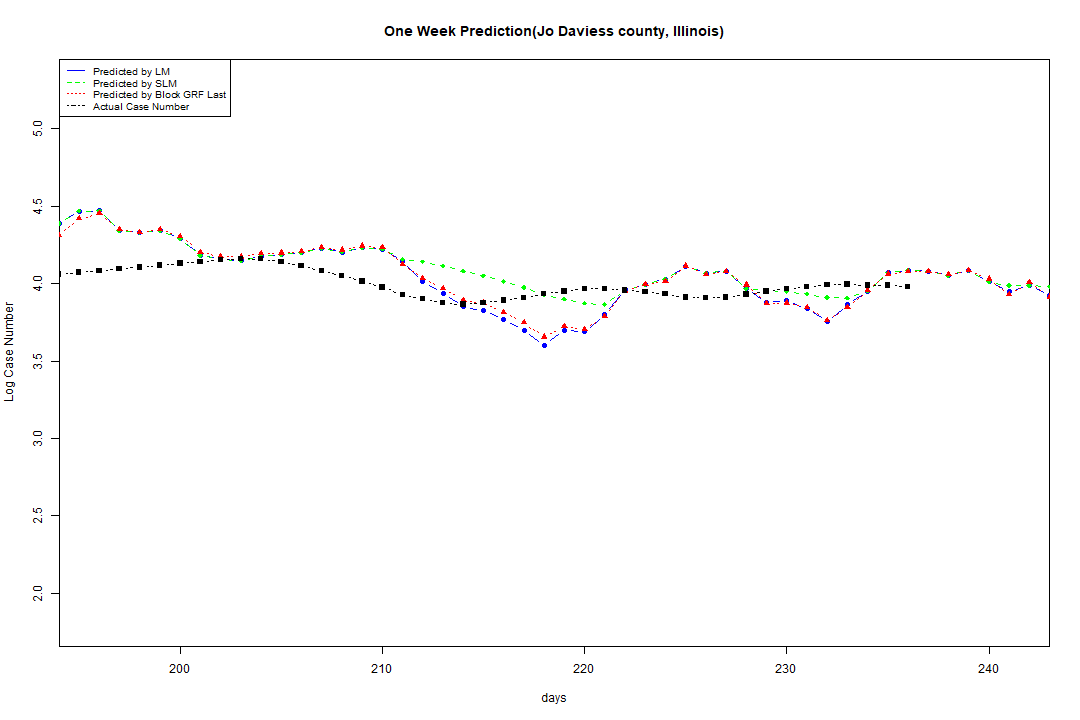 One Week Prediction(Jo Daviess county, Illinois)
Predicted by LM
Predicted by SLM
Predicted by Block GRF Last
Actual Case Number
5.0
4.5
4.0
3.5
3.0
2.5
2.0
Log Case Number
200 210 220 230 240
days